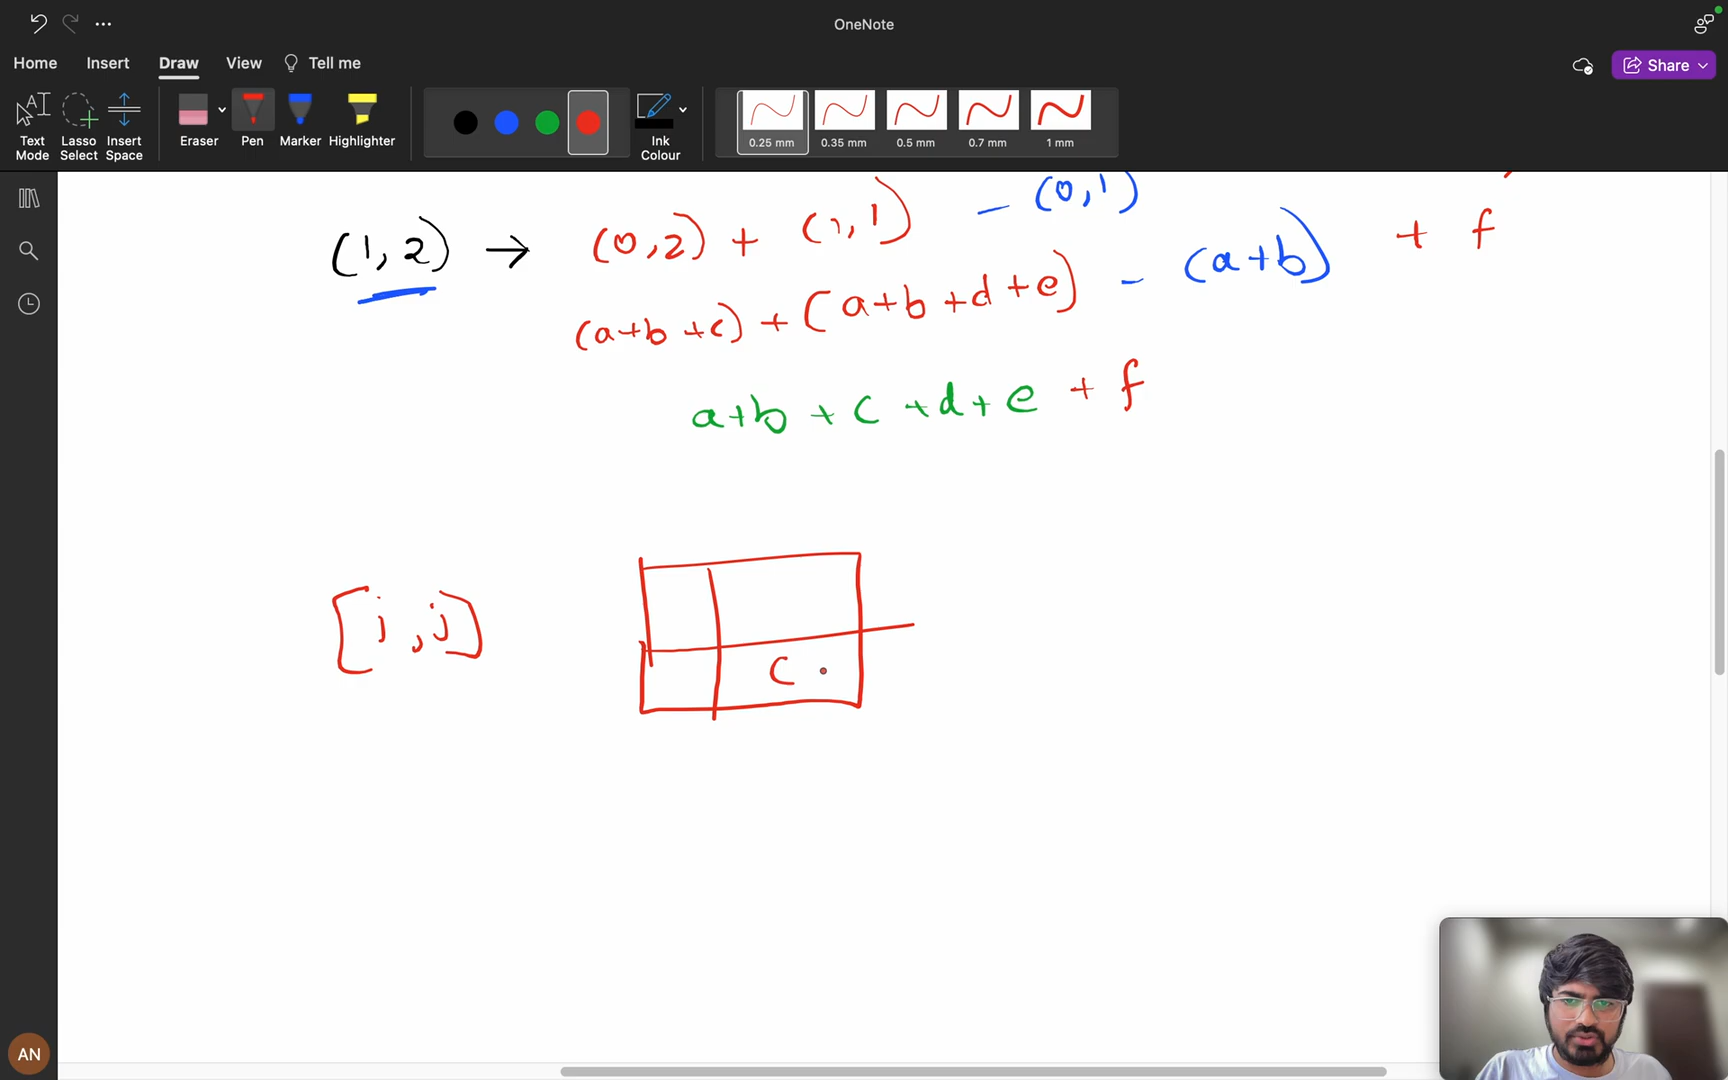 OneNote
Home Insert Draw View Tell me
Share
Text Mode
Lasso Select
Insert Space
Eraser
Pen
Marker
Highlighter
Ink Colour
0.25 mm
0.35 mm
0.5 mm
0.7 mm
1 mm
(1, 2) → (0,2) + (1,1) - (0,1)
(a+b+c) + (a+b+d+e) - (a+b) + f
a+b + c + d + e + f
[i, j]
C
AN